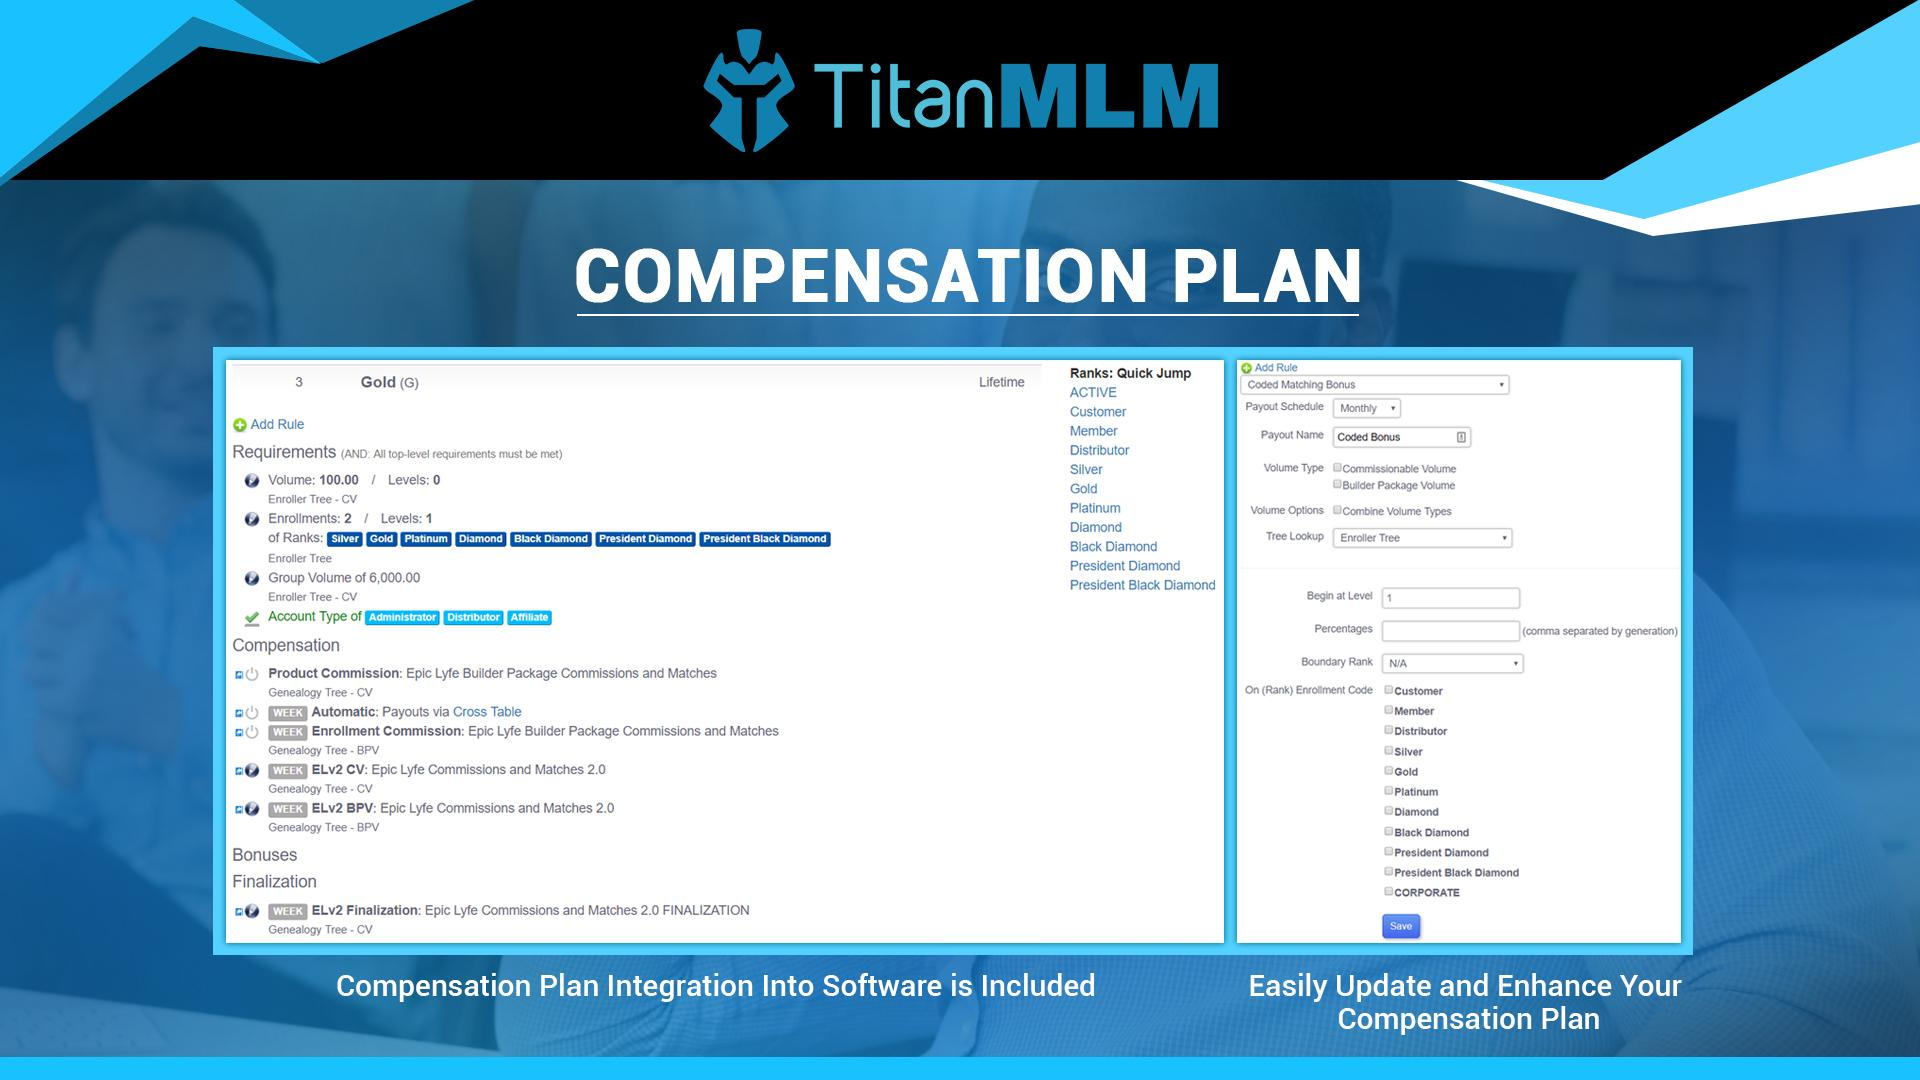 TitanMLM
COMPENSATION PLAN
3 Gold (G) Lifetime
Add Rule
Requirements (AND: All top-level requirements must be met)
Volume: 100.00 / Levels: 0
Enroller Tree - CV
Enrollments: 2 / Levels: 1
of Ranks: Silver Gold Platinum Diamond Black Diamond President Diamond President Black Diamond
Enroller Tree
Group Volume of 6,000.00
Enroller Tree - CV
Account Type of Administrator Distributor Affiliate
Compensation
Product Commission: Epic Lyfe Builder Package Commissions and Matches
Genealogy Tree - CV
WEEK Automatic: Payouts via Cross Table
WEEK Enrollment Commission: Epic Lyfe Builder Package Commissions and Matches
Genealogy Tree - BPV
WEEK ELv2 CV: Epic Lyfe Commissions and Matches 2.0
Genealogy Tree - CV
WEEK ELv2 BPV: Epic Lyfe Commissions and Matches 2.0
Genealogy Tree - BPV
Bonuses
Finalization
WEEK ELv2 Finalization: Epic Lyfe Commissions and Matches 2.0 FINALIZATION
Genealogy Tree - CV
Ranks: Quick Jump
ACTIVE
Customer
Member
Distributor
Silver
Gold
Platinum
Diamond
Black Diamond
President Diamond
President Black Diamond
Add Rule
Coded Matching Bonus
Payout Schedule Monthly
Payout Name Coded Bonus
Volume Type Commissionable Volume
Builder Package Volume
Volume Options Combine Volume Types
Tree Lookup Enroller Tree
Begin at Level 1
Percentages (comma separated by generation)
Boundary Rank N/A
On (Rank) Enrollment Code Customer
Member
Distributor
Silver
Gold
Platinum
Diamond
Black Diamond
President Diamond
President Black Diamond
CORPORATE
Save
Compensation Plan Integration Into Software is Included
Easily Update and Enhance Your
Compensation Plan